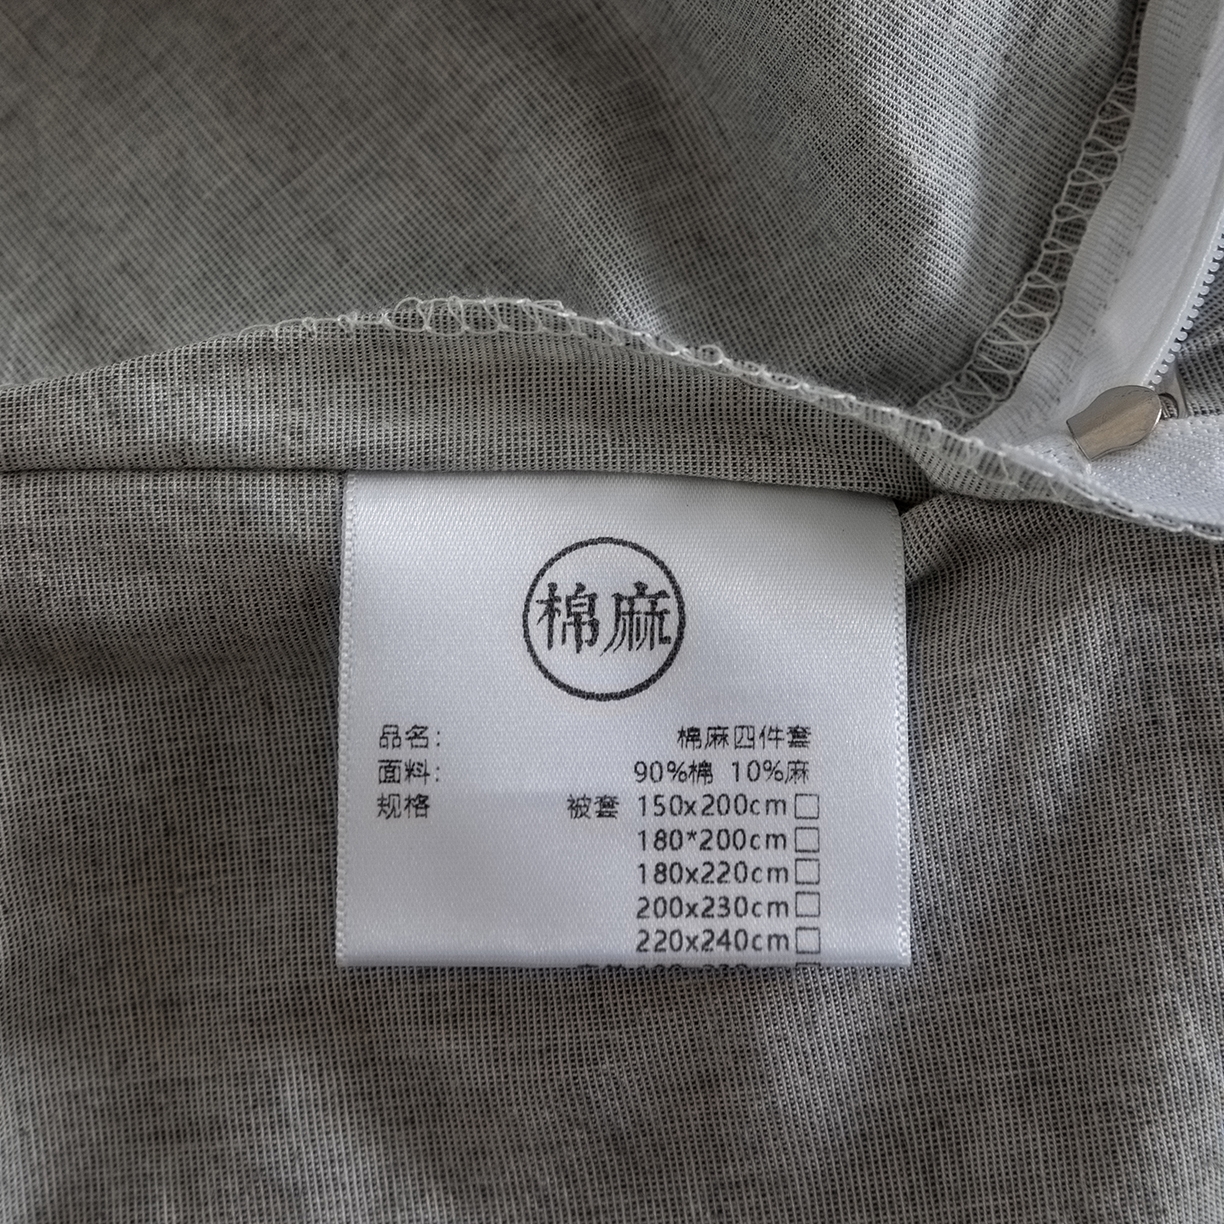 棉麻
品名: 棉麻四件套
面料: 90%棉 10%麻
规格 被套 150x200cm□
180*200cm□
180x220cm□
200x230cm□
220x240cm□